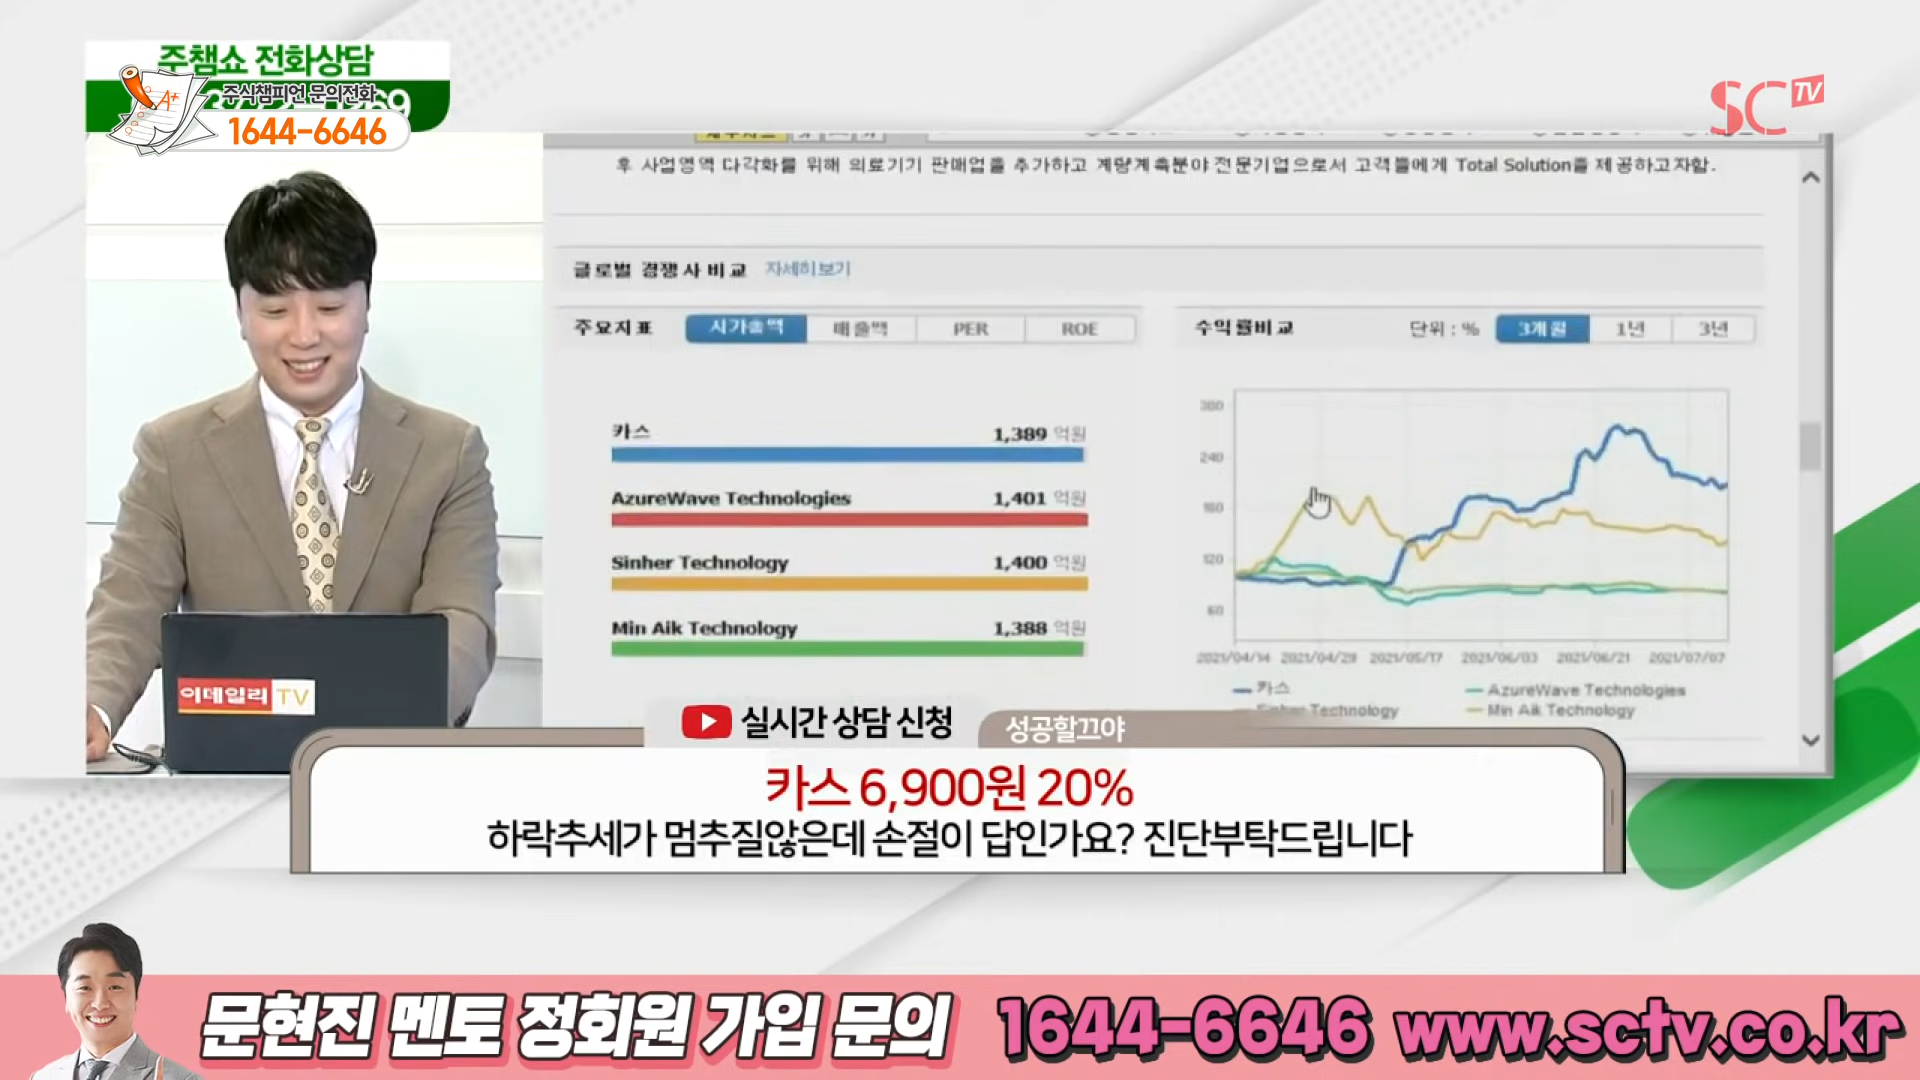 주챔쇼 전화상담
주식챔피언 문의전화
1644-6646
A+
SC TV
후 사업영역 다각화를 위해 의료기기 판매업을 추가하고 계량계측분야 전문기업으로서 고객들에게 Total Solution을 제공하고자함.
글로벌 경쟁사비교 자세히보기
주요지표 시가총액 매출액 PER ROE
수익률비교 단위 : % 3개월 1년 3년
카스 1,389 억원
AzureWave Technologies 1,401 억원
Sinher Technology 1,400 억원
Min Aik Technology 1,388 억원
300
240
180
120
60
2021/04/14 2021/04/29 2021/05/17 2021/06/03 2021/06/21 2021/07/07
카스 AzureWave Technologies
Sinher Technology Min Aik Technology
이데일리 TV
실시간 상담 신청 성공할끄야
카스 6,900원 20%
하락추세가 멈추질않은데 손절이 답인가요? 진단부탁드립니다
문현진 멘토 정회원 가입 문의 1644-6646 www.sctv.co.kr